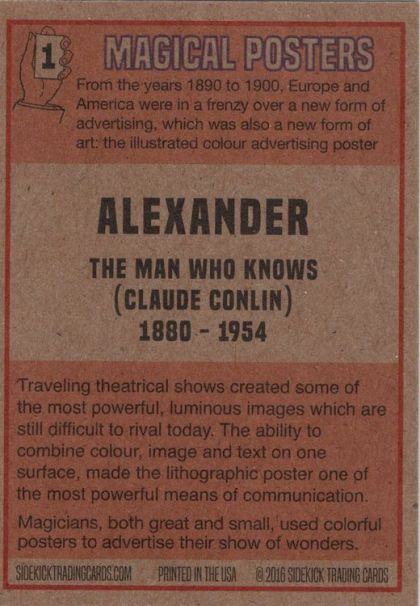 1
MAGICAL POSTERS
From the years 1890 to 1900, Europe and
America were in a frenzy over a new form of
advertising, which was also a new form of
art: the illustrated colour advertising poster
ALEXANDER
THE MAN WHO KNOWS
(CLAUDE CONLIN)
1880 - 1954
Traveling theatrical shows created some of
the most powerful, luminous images which are
still difficult to rival today. The ability to
combine colour, image and text on one
surface, made the lithographic poster one of
the most powerful means of communication.
Magicians, both great and small, used colorful
posters to advertise their show of wonders.
SIDEKICKTRADINGCARDS.COM PRINTED IN THE USA © 2016 SIDEKICK TRADING CARDS